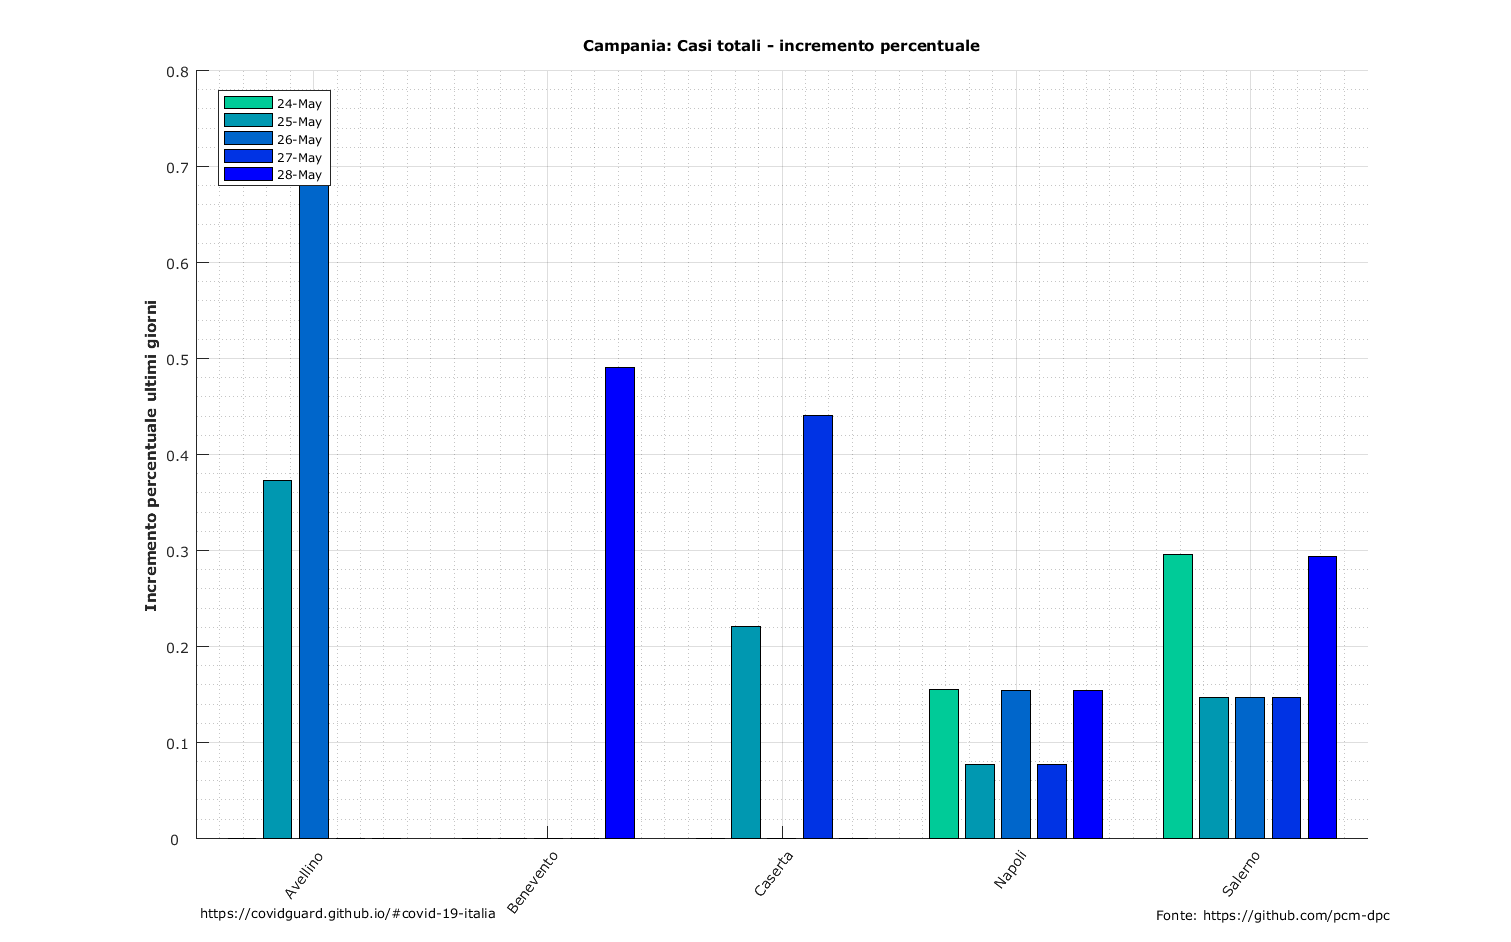 Campania: Casi totali - incremento percentuale
0.8
0.7
0.6
0.5
0.4
0.3
0.2
0.1
0
Incremento percentuale ultimi giorni
24-May
25-May
26-May
27-May
28-May
Avellino
Benevento
Caserta
Napoli
Salerno
https://covidguard.github.io/#covid-19-italia
Fonte: https://github.com/pcm-dpc